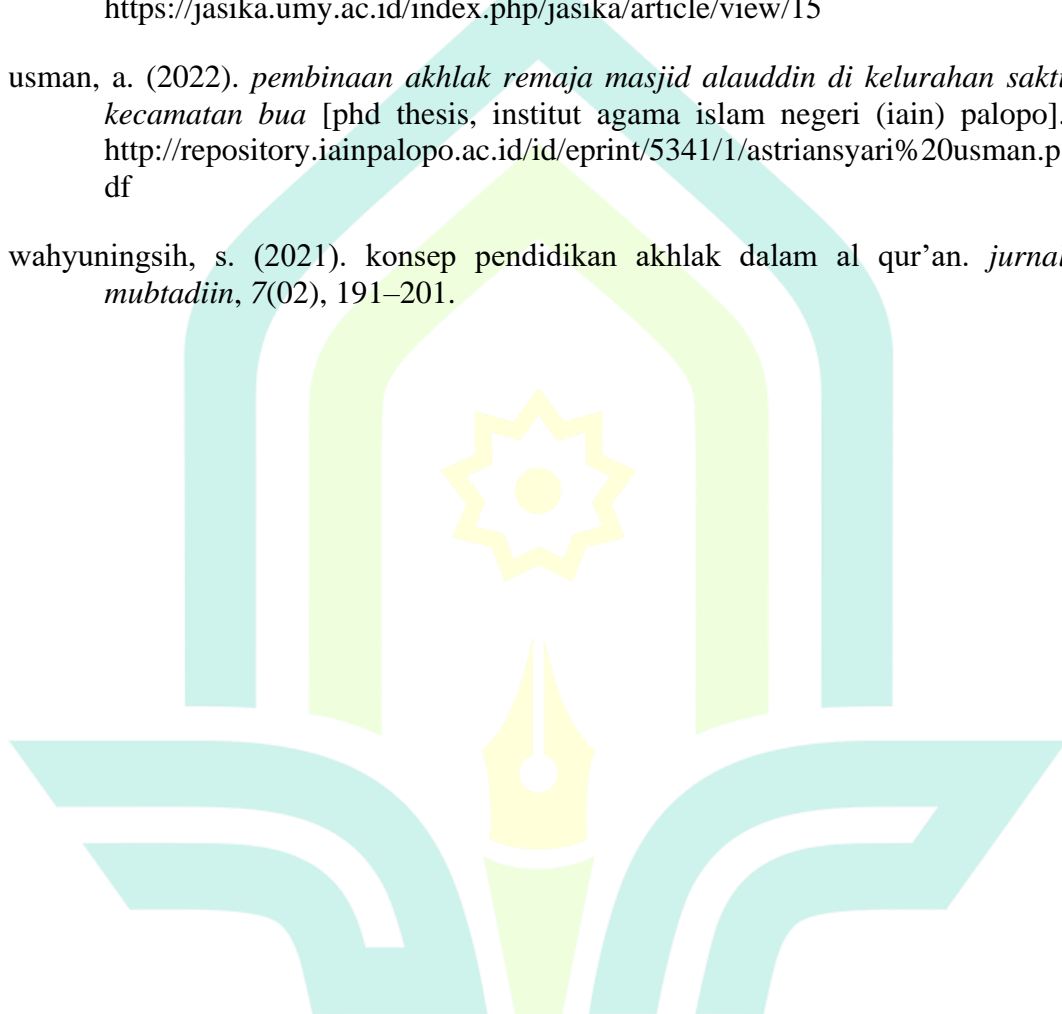 https://jasika.umy.ac.id/index.php/jasika/article/view/15
usman, a. (2022). pembinaan akhlak remaja masjid alauddin di kelurahan sakti
kecamatan bua [phd thesis, institut agama islam negeri (iain) palopo].
http://repository.iainpalopo.ac.id/id/eprint/5341/1/astriansyari%20usman.p
df
wahyuningsih, s. (2021). konsep pendidikan akhlak dalam al qur’an. jurnal
mubtadiin, 7(02), 191–201.